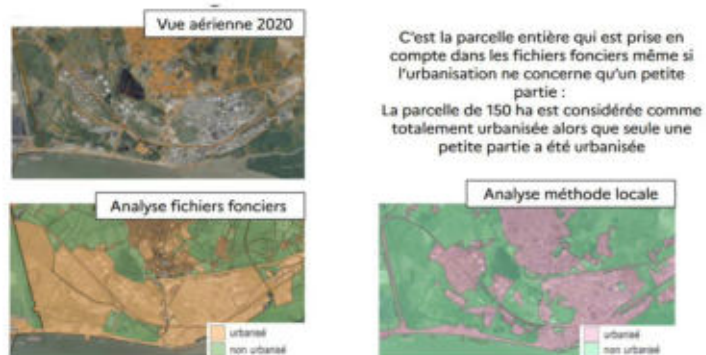 Vue aérienne 2020
C'est la parcelle entière qui est prise en
compte dans les fichiers fonciers même si
l'urbanisation ne concerne qu'un petite
partie :
La parcelle de 150 ha est considérée comme
totalement urbanisée alors que seule une
petite partie a été urbanisée
Analyse fichiers fonciers
urbanisé
non urbanisé
Analyse méthode locale
urbanisé
non urbanisé